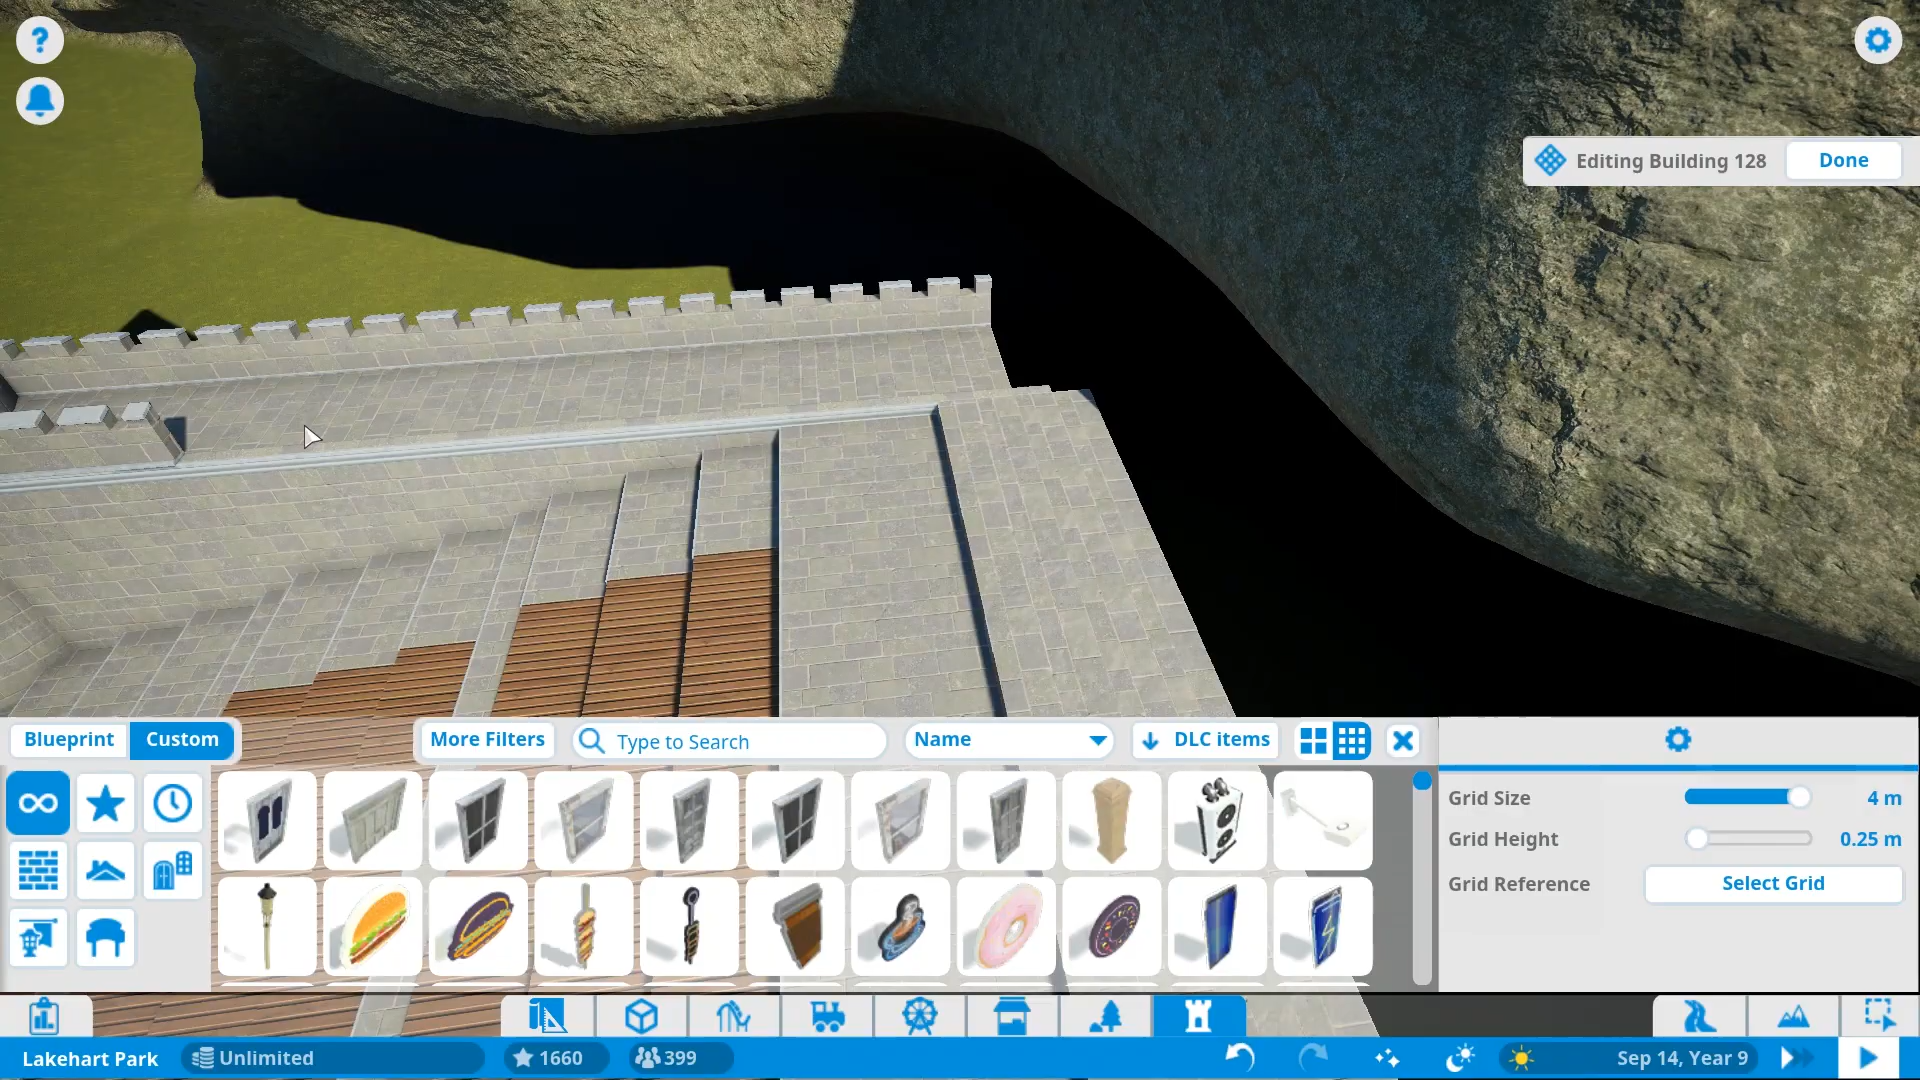 ?
Editing Building 128
Done
Blueprint
Custom
More Filters
Type to Search
Name
DLC items
Grid Size
4 m
Grid Height
0.25 m
Grid Reference
Select Grid
Lakehart Park
Unlimited
1660
399
Sep 14, Year 9